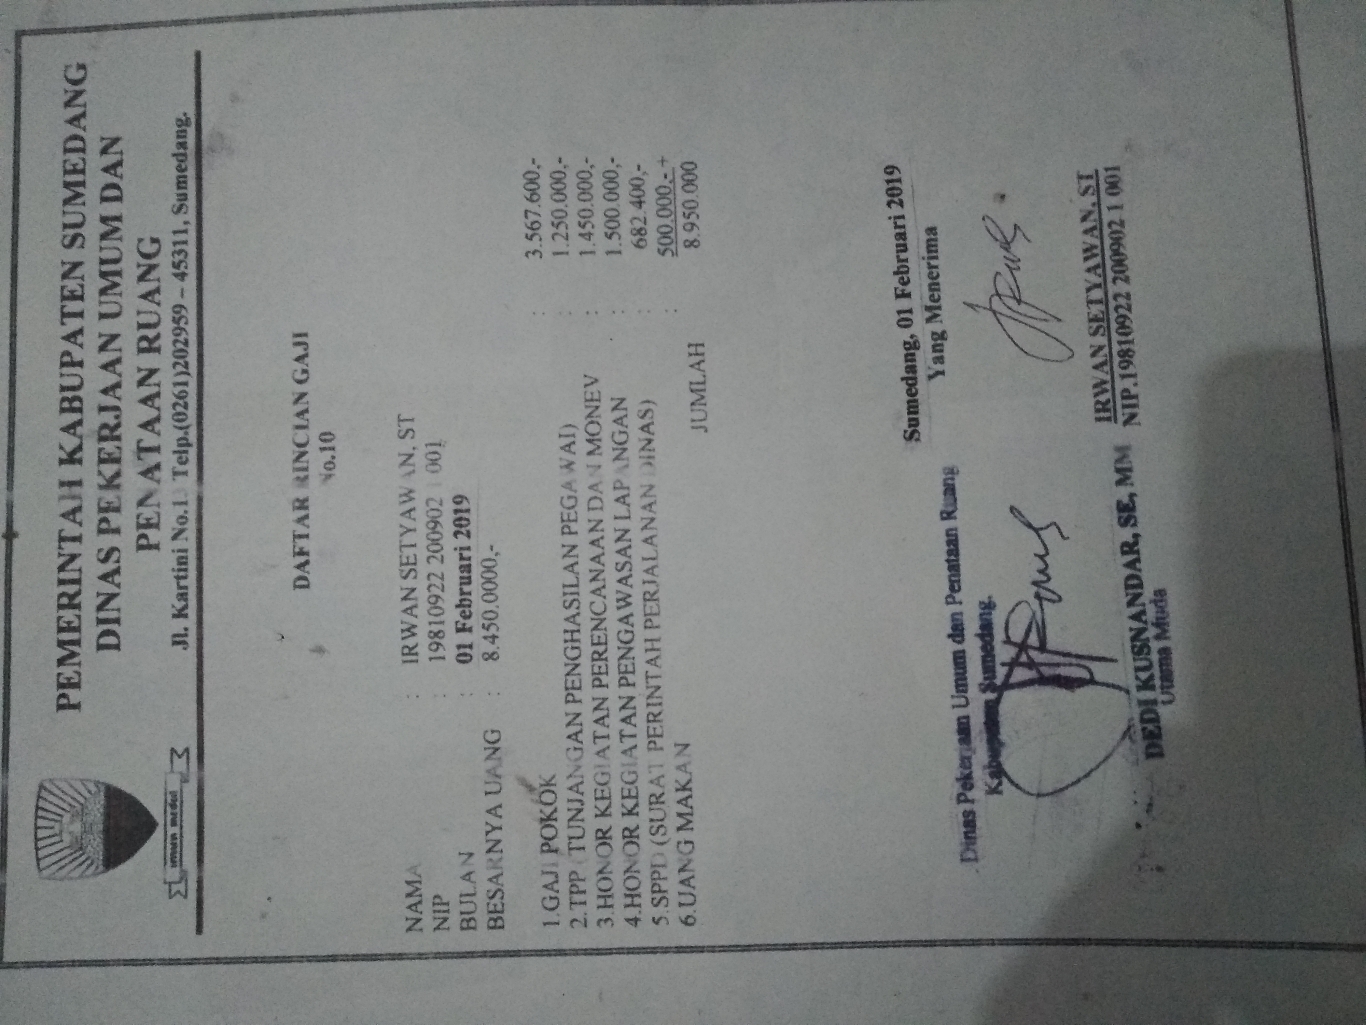 PEMERINTAH KABUPATEN SUMEDANG
DINAS PEKERJAAN UMUM DAN
PENATAAN RUANG
Jl. Kartini No. Telp.(0261)202959 – 45311, Sumedang.
DAFTAR RINCIAN GAJI
No.10
NAMA : IRWAN SETYAWAN, ST
NIP : 19810922 200902 1 001
BULAN : 01 Februari 2019
BESARNYA UANG : 8.450.0000,-
1.GAJI POKOK : 3.567.600,-
2.TPP (TUNJANGAN PENGHASILAN PEGAWAI) : 1.250.000,-
3.HONOR KEGIATAN PERENCANAAN DAN MONEV : 1.450.000,-
4.HONOR KEGIATAN PENGAWASAN LAPANGAN : 1.500.000,-
5.SPPD (SURAT PERINTAH PERJALANAN DINAS) : 682.400,-
6.UANG MAKAN : 500.000,-+
JUMLAH 8.950.000
Sumedang, 01 Februari 2019
Yang Menerima
Dinas Pekerjaan Umum dan Penataan Ruang
Kabupaten Sumedang.
IRWAN SETYAWAN, ST
NIP.19810922 200902 1 001
DEDI KUSNANDAR, SE, MM
Utama Muda